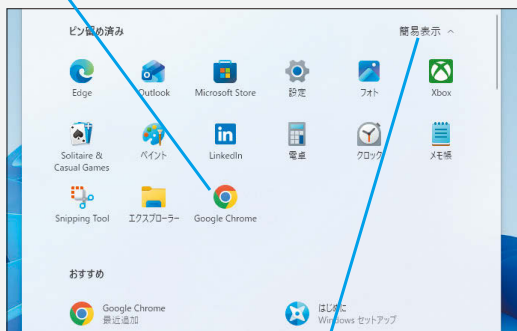 ピン留め済み
簡易表示
Edge
Outlook
Microsoft Store
設定
フォト
Xbox
Solitaire &
Casual Games
ペイント
LinkedIn
電卓
クロック
メモ帳
Snipping Tool
エクスプローラー
Google Chrome
おすすめ
Google Chrome
最近追加
はじめに
Windows セットアップ